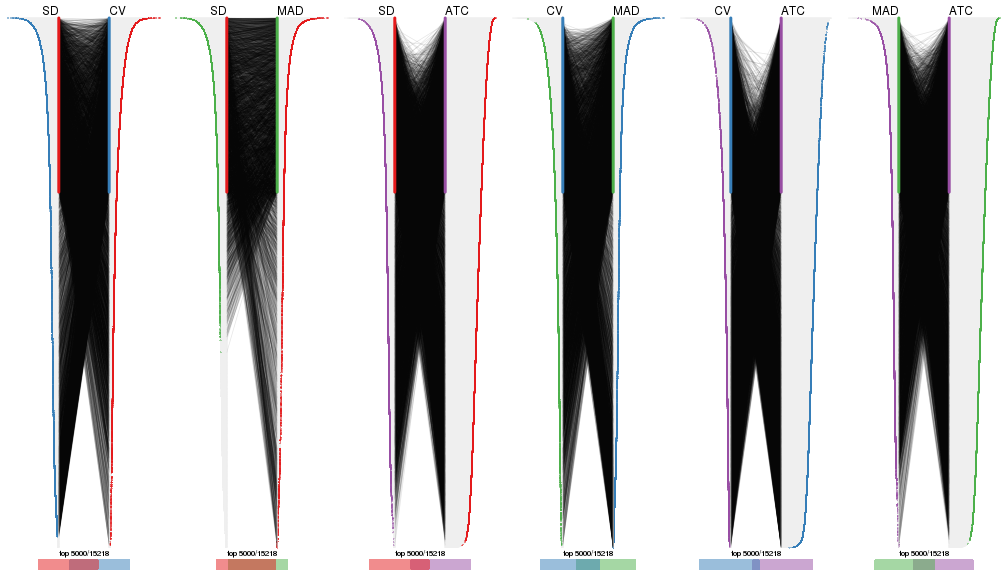 SD CV
SD MAD
SD ATC
CV MAD
CV ATC
MAD ATC
top 5000/15218
top 5000/15218
top 5000/15218
top 5000/15218
top 5000/15218
top 5000/15218